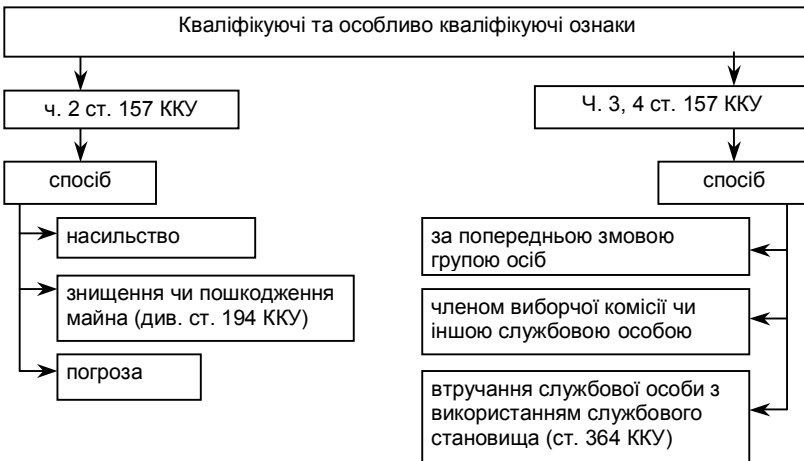 Кваліфікуючі та особливо кваліфікуючі ознаки
ч. 2 ст. 157 ККУ
Ч. 3, 4 ст. 157 ККУ
спосіб
спосіб
насильство
знищення чи пошкодження
майна (див. ст. 194 ККУ)
погроза
за попередньою змовою
групою осіб
членом виборчої комісії чи
іншою службовою особою
втручання службової особи з
використанням службового
становища (ст. 364 ККУ)